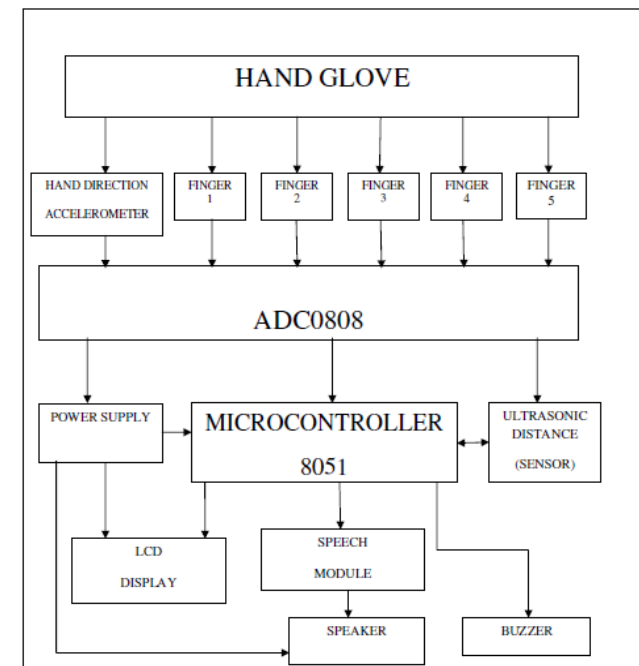 HAND GLOVE
HAND DIRECTION
ACCELEROMETER
FINGER
1
FINGER
2
FINGER
3
FINGER
4
FINGER
5
ADC0808
POWER SUPPLY
MICROCONTROLLER
8051
ULTRASONIC
DISTANCE
(SENSOR)
LCD
DISPLAY
SPEECH
MODULE
SPEAKER
BUZZER